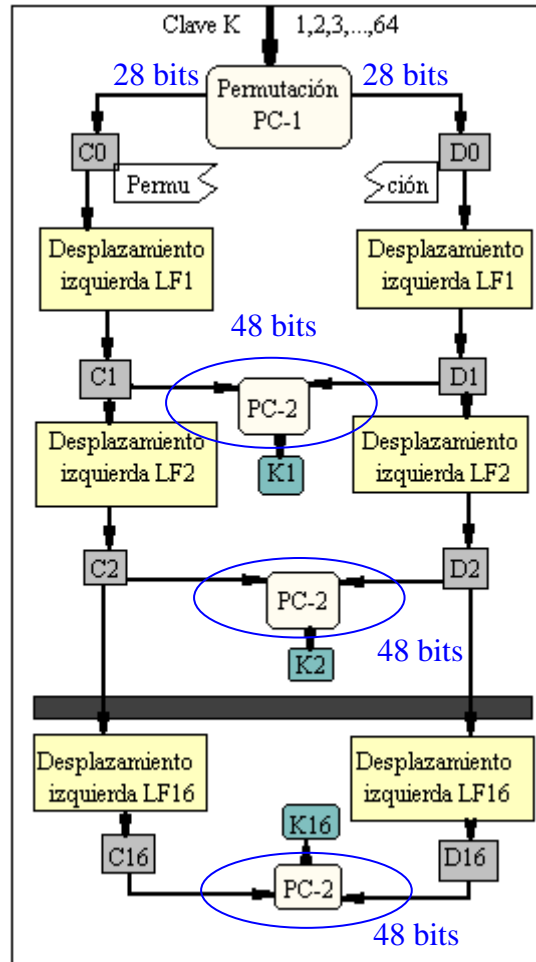 Clave K 1,2,3,...,64
28 bits 28 bits
Permutación
PC-1
C0 D0
Permu ción
Desplazamiento
izquierda LF1
Desplazamiento
izquierda LF1
48 bits
C1 D1
PC-2
Desplazamiento
izquierda LF2
Desplazamiento
izquierda LF2
K1
C2 D2
PC-2
K2
48 bits
Desplazamiento
izquierda LF16
Desplazamiento
izquierda LF16
K16
C16 D16
PC-2
48 bits